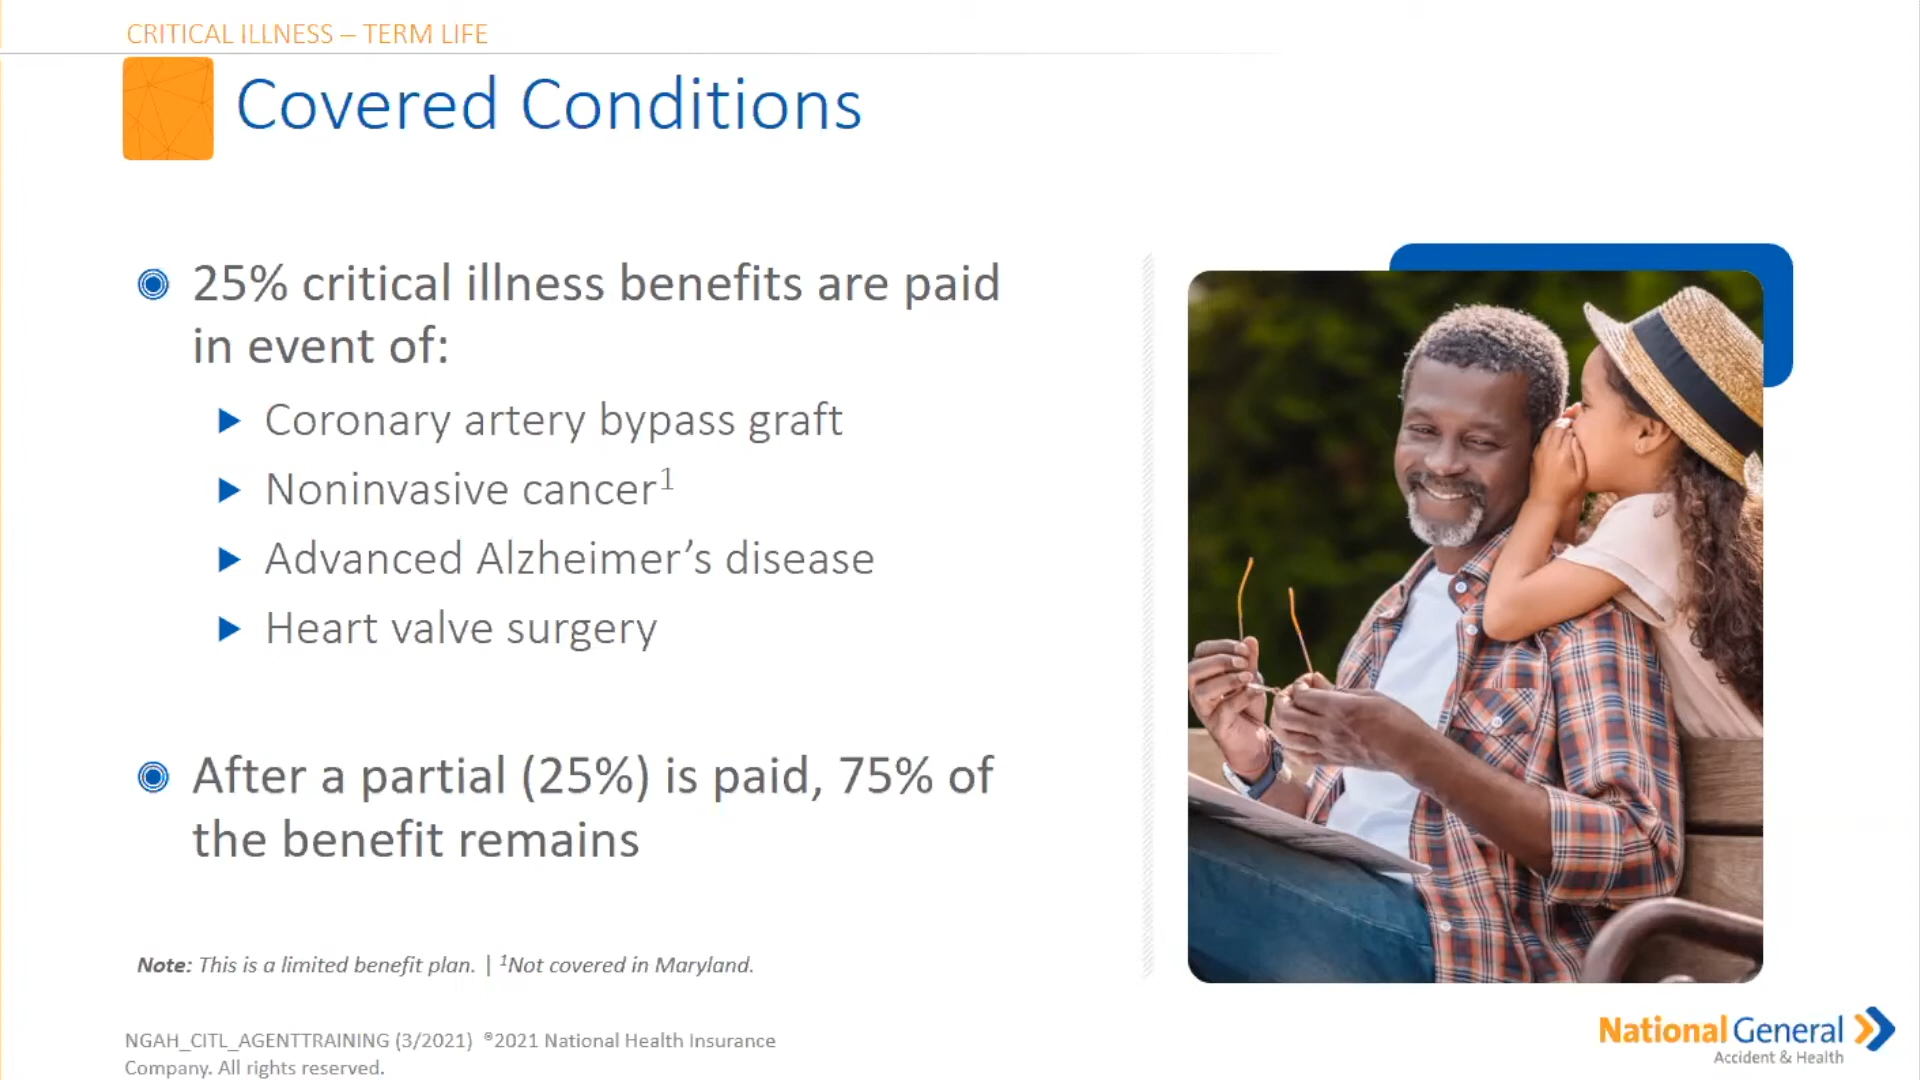 CRITICAL ILLNESS – TERM LIFE
Covered Conditions
25% critical illness benefits are paid
in event of:
Coronary artery bypass graft
Noninvasive cancer¹
Advanced Alzheimer’s disease
Heart valve surgery
After a partial (25%) is paid, 75% of
the benefit remains
Note: This is a limited benefit plan. | ¹Not covered in Maryland.
NGAH_CITL_AGENTTRAINING (3/2021) ©2021 National Health Insurance
Company. All rights reserved.
National General
Accident & Health